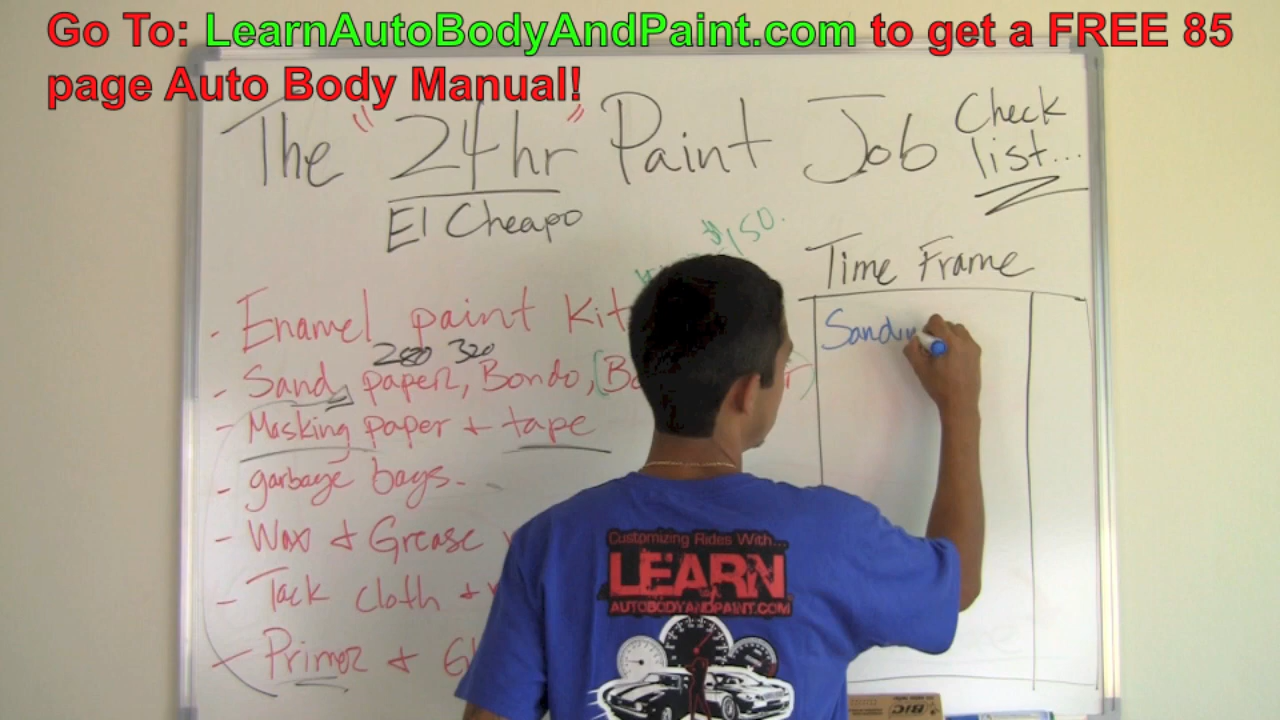 Go To: LearnAutoBodyAndPaint.com to get a FREE 85
page Auto Body Manual!
The "24hr" Paint Job Check
list...
El Cheapo
$150.
Time Frame
- Enamel paint Kit
280 320
- Sand paper, Bondo, (
- Masking paper + tape
- garbage bags.
- Wax & Grease
- Tack cloth +
- Primer &
Sandin
Customizing Rides With...
LEARN
AUTOBODYANDPAINT.COM
BIC